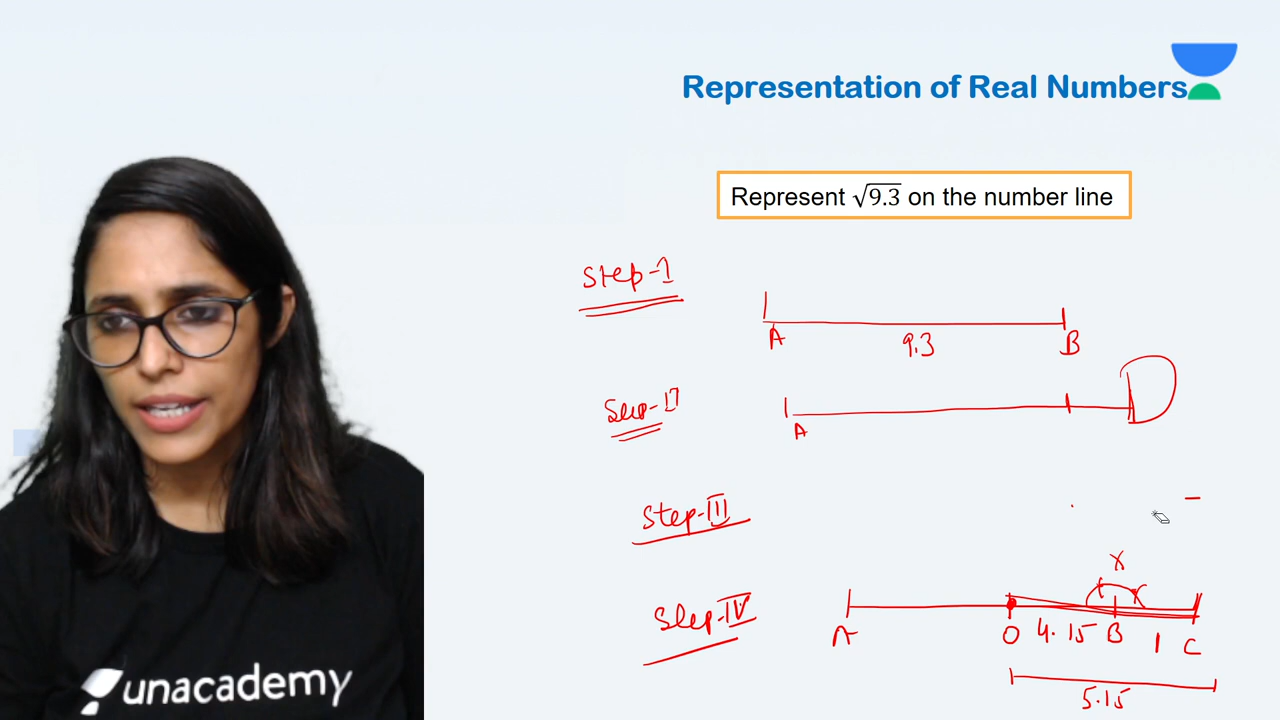 Representation of Real Numbers
Represent √9.3 on the number line
Step-I
A 9.3 B
Step-II
A
Step-III
x
Step-IV
A O 4.15 B 1 C
5.15
unacademy